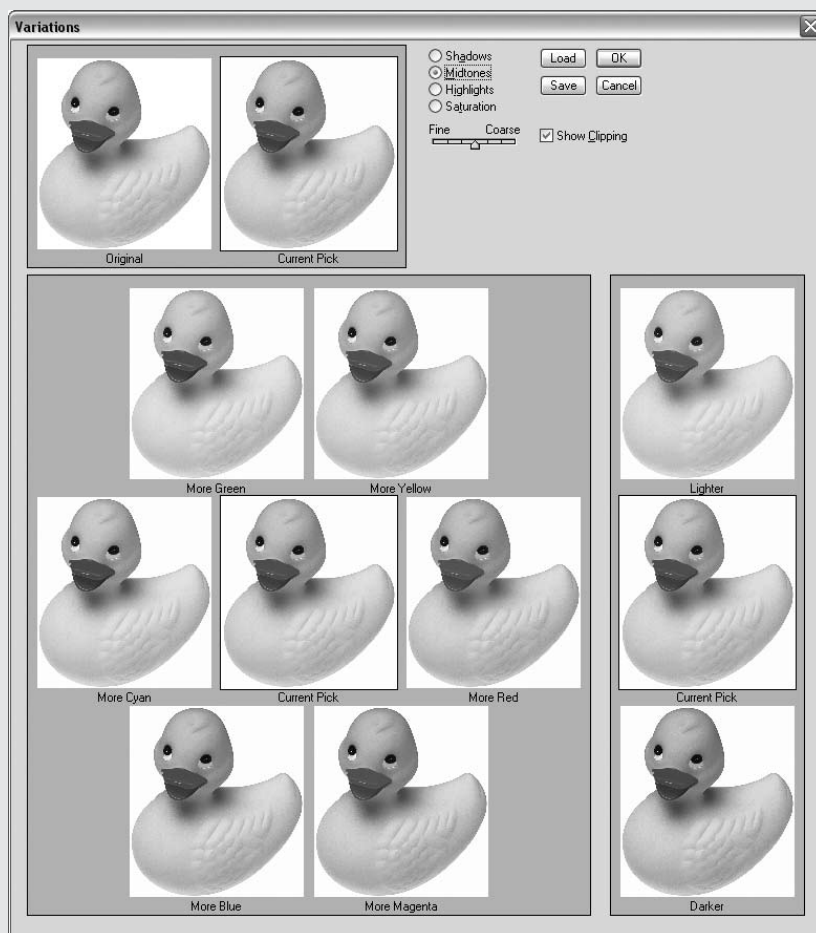 Variations
Original
Current Pick
Shadows
Midtones
Highlights
Saturation
Fine Coarse
Load OK
Save Cancel
Show Clipping
More Green
More Yellow
Lighter
More Cyan
Current Pick
More Red
Current Pick
More Blue
More Magenta
Darker